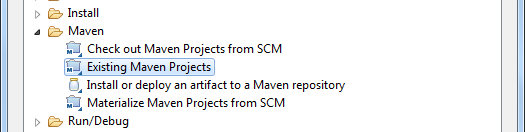 Install
Maven
Check out Maven Projects from SCM
Existing Maven Projects
Install or deploy an artifact to a Maven repository
Materialize Maven Projects from SCM
Run/Debug